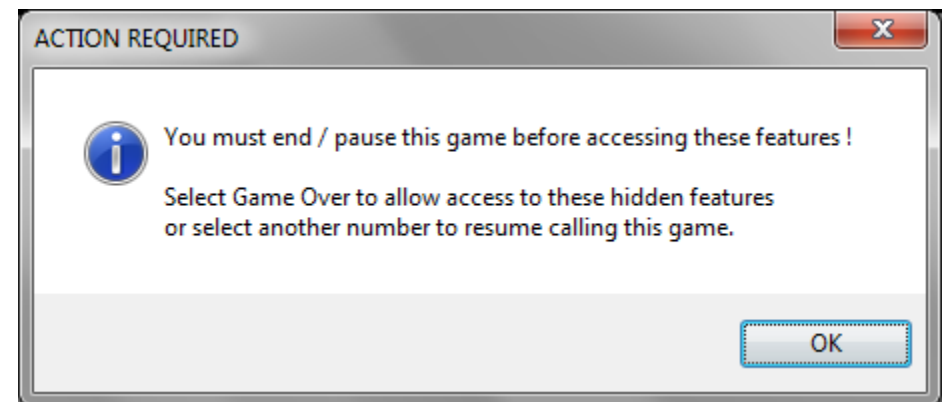 ACTION REQUIRED
You must end / pause this game before accessing these features !
Select Game Over to allow access to these hidden features
or select another number to resume calling this game.
OK